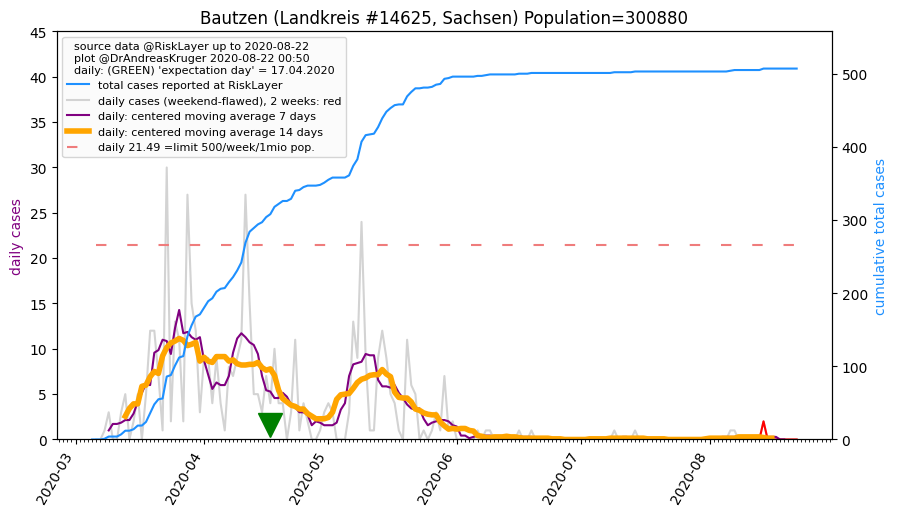 Bautzen (Landkreis #14625, Sachsen) Population=300880
source data @RiskLayer up to 2020-08-22
plot @DrAndreasKruger 2020-08-22 00:50
daily: (GREEN) 'expectation day' = 17.04.2020
total cases reported at RiskLayer
daily cases (weekend-flawed), 2 weeks: red
daily: centered moving average 7 days
daily: centered moving average 14 days
daily 21.49 =limit 500/week/1mio pop.
daily cases
45
40
35
30
25
20
15
10
5
0
500
400
300
200
100
0
cumulative total cases
2020-03
2020-04
2020-05
2020-06
2020-07
2020-08